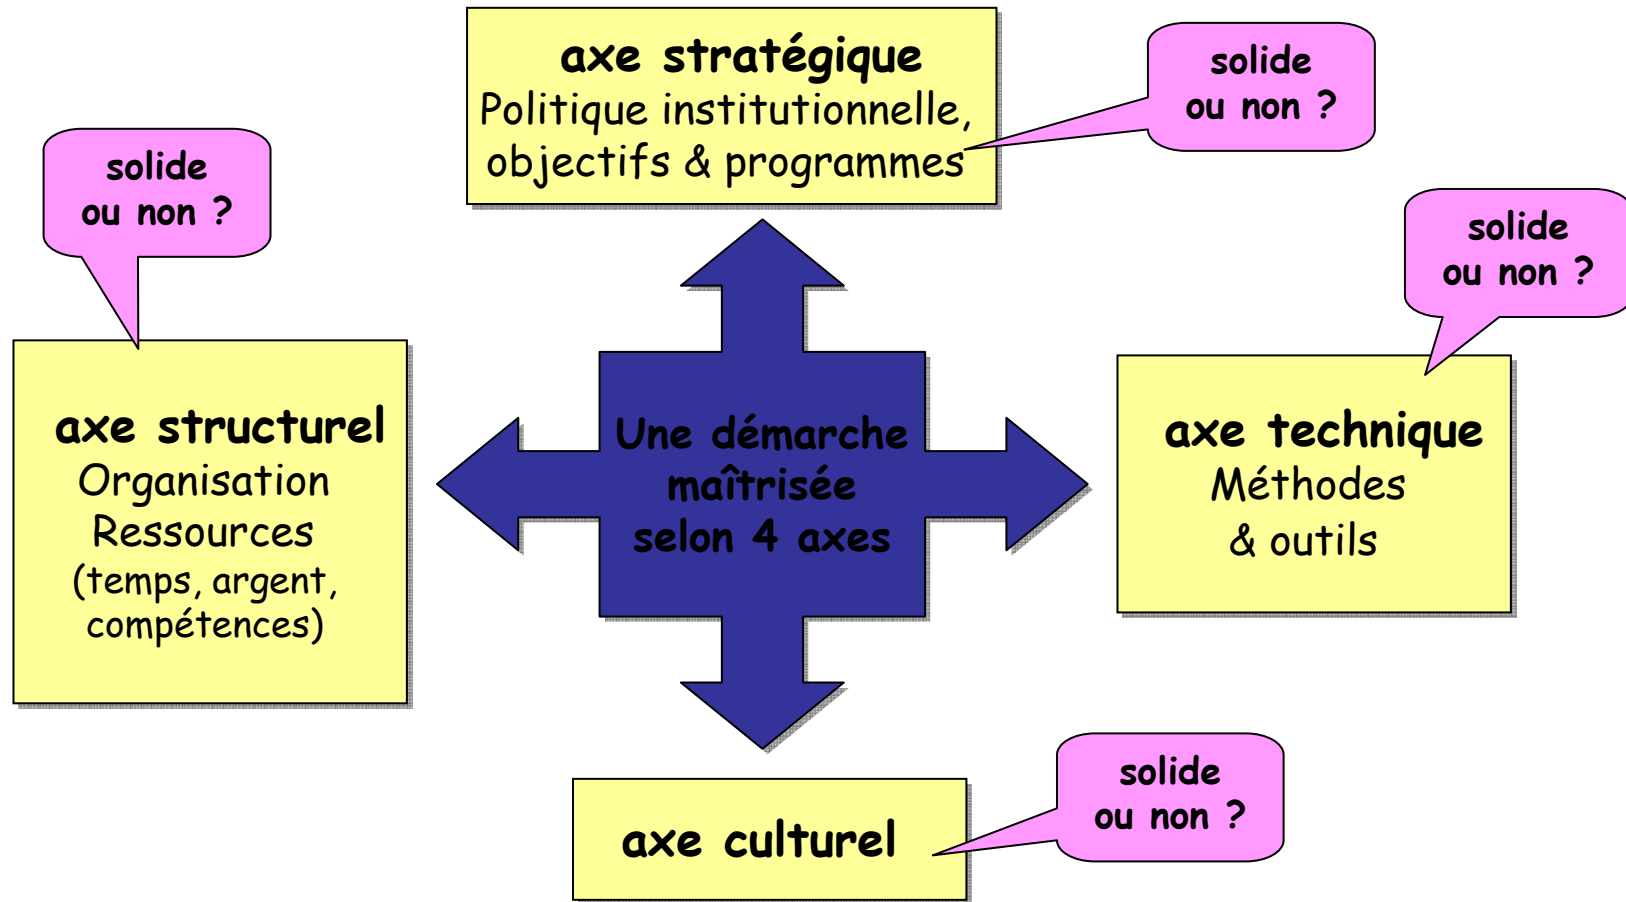 axe stratégique
Politique institutionnelle,
objectifs & programmes
solide
ou non ?
solide
ou non ?
solide
ou non ?
axe structurel
Organisation
Ressources
(temps, argent,
compétences)
Une démarche
maîtrisée
selon 4 axes
axe technique
Méthodes
& outils
axe culturel
solide
ou non ?